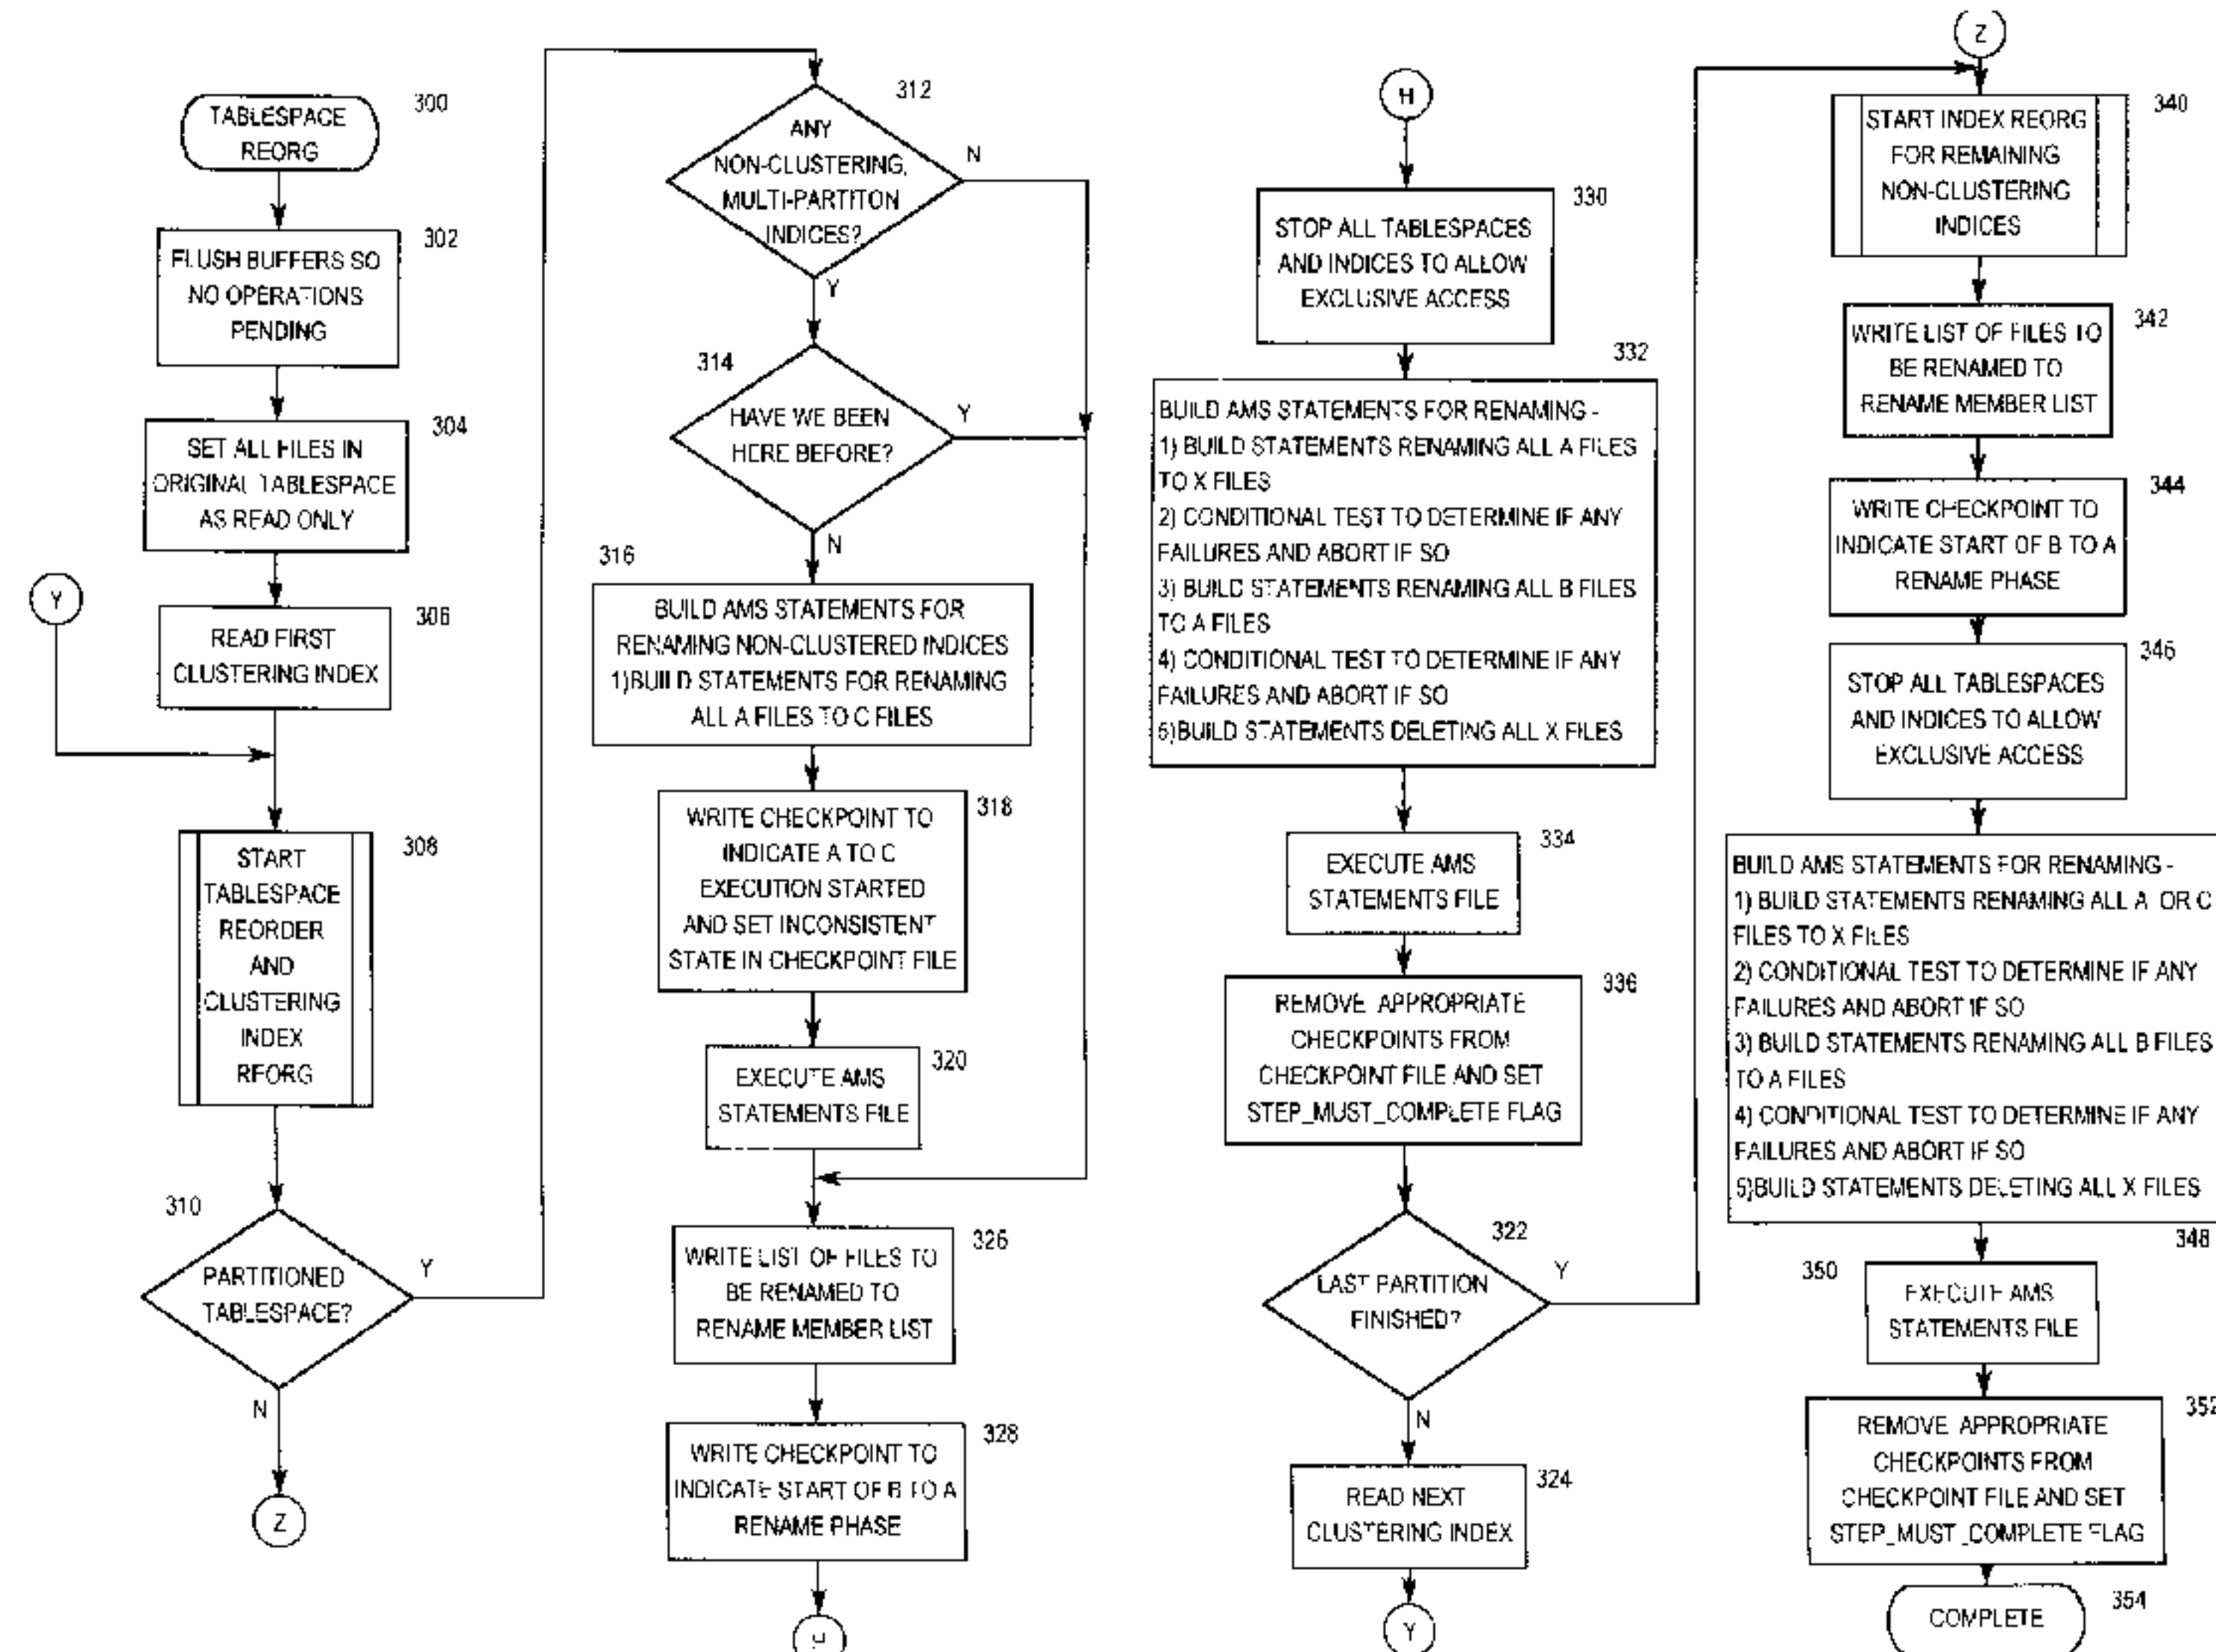 300
TABLESPACE
REORG
302
FLUSH BUFFERS SO
NO OPERATIONS
PENDING
304
SET ALL FILES IN
ORIGINAL TABLESPACE
AS READ ONLY
Y
306
READ FIRST
CLUSTERING INDEX
308
START
TABLESPACE
REORDER
AND
CLUSTERING
INDEX
REORG
310
PARTITIONED
TABLESPACE?
Y
N
Z
312
ANY
NON-CLUSTERING,
MULTI-PARTITON
INDICES?
N
Y
314
HAVE WE BEEN
HERE BEFORE?
Y
N
316
BUILD AMS STATEMENTS FOR
RENAMING NON-CLUSTERED INDICES
1)BUILD STATEMENTS FOR RENAMING
ALL A FILES TO C FILES
318
WRITE CHECKPOINT TO
INDICATE A TO C
EXECUTION STARTED
AND SET INCONSISTENT
STATE IN CHECKPOINT FILE
320
EXECUTE AMS
STATEMENTS FILE
326
WRITE LIST OF FILES TO
BE RENAMED TO
RENAME MEMBER LIST
328
WRITE CHECKPOINT TO
INDICATE START OF B TO A
RENAME PHASE
H
H
330
STOP ALL TABLESPACES
AND INDICES TO ALLOW
EXCLUSIVE ACCESS
332
BUILD AMS STATEMENTS FOR RENAMING -
1) BUILD STATEMENTS RENAMING ALL A FILES
TO X FILES
2) CONDITIONAL TEST TO DETERMINE IF ANY
FAILURES AND ABORT IF SO
3) BUILD STATEMENTS RENAMING ALL B FILES
TO A FILES
4) CONDITIONAL TEST TO DETERMINE IF ANY
FAILURES AND ABORT IF SO
5)BUILD STATEMENTS DELETING ALL X FILES
334
EXECUTE AMS
STATEMENTS FILE
336
REMOVE APPROPRIATE
CHECKPOINTS FROM
CHECKPOINT FILE AND SET
STEP_MUST_COMPLETE FLAG
322
LAST PARTITION
FINISHED?
Y
N
324
READ NEXT
CLUSTERING INDEX
Y
Z
340
START INDEX REORG
FOR REMAINING
NON-CLUSTERING
INDICES
342
WRITE LIST OF FILES TO
BE RENAMED TO
RENAME MEMBER LIST
344
WRITE CHECKPOINT TO
INDICATE START OF B TO A
RENAME PHASE
346
STOP ALL TABLESPACES
AND INDICES TO ALLOW
EXCLUSIVE ACCESS
BUILD AMS STATEMENTS FOR RENAMING -
1) BUILD STATEMENTS RENAMING ALL A OR C
FILES TO X FILES
2) CONDITIONAL TEST TO DETERMINE IF ANY
FAILURES AND ABORT IF SO
3) BUILD STATEMENTS RENAMING ALL B FILES
TO A FILES
4) CONDITIONAL TEST TO DETERMINE IF ANY
FAILURES AND ABORT IF SO
5)BUILD STATEMENTS DELETING ALL X FILES
348
350
EXECUTE AMS
STATEMENTS FILE
352
REMOVE APPROPRIATE
CHECKPOINTS FROM
CHECKPOINT FILE AND SET
STEP_MUST_COMPLETE FLAG
354
COMPLETE